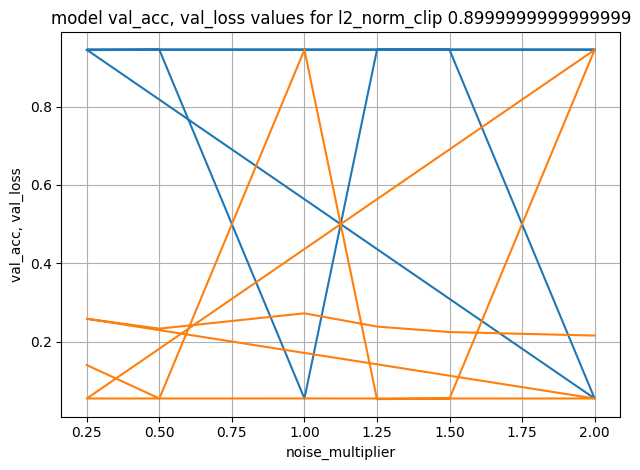 model val_acc, val_loss values for l2_norm_clip 0.8999999999999999
val_acc, val_loss
0.8
0.6
0.4
0.2
0.25 0.50 0.75 1.00 1.25 1.50 1.75 2.00
noise_multiplier